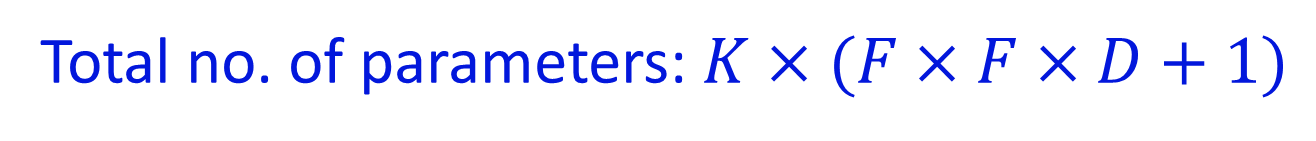 Total no. of parameters: K × (F × F × D + 1)